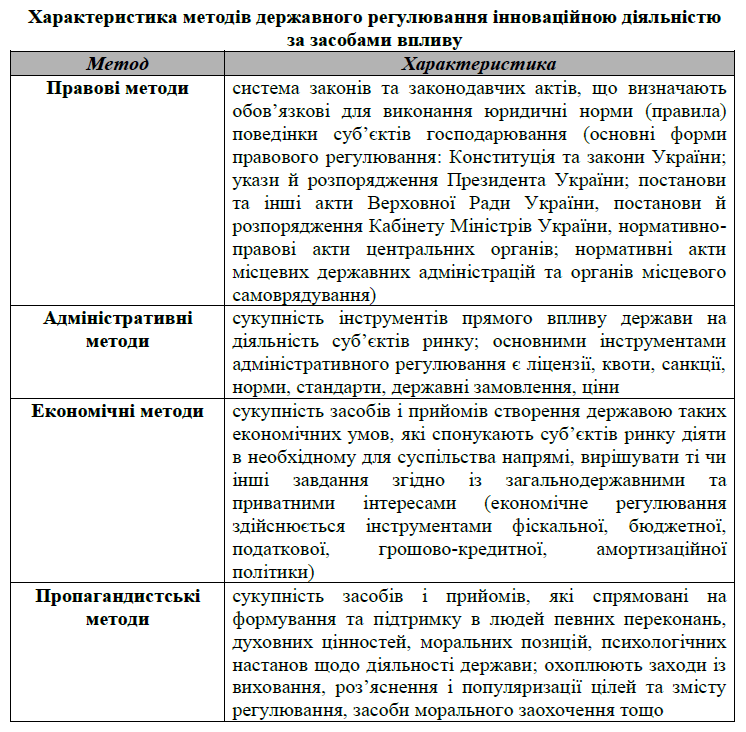 Характеристика методів державного регулювання інноваційною діяльністю
за засобами впливу
Метод
Характеристика
Правові методи
система законів та законодавчих актів, що визначають
обов’язкові для виконання юридичні норми (правила)
поведінки суб’єктів господарювання (основні форми
правового регулювання: Конституція та закони України;
укази й розпорядження Президента України; постанови
та інші акти Верховної Ради України, постанови й
розпорядження Кабінету Міністрів України, нормативно-
правові акти центральних органів; нормативні акти
місцевих державних адміністрацій та органів місцевого
самоврядування)
Адміністративні
методи
сукупність інструментів прямого впливу держави на
діяльність суб’єктів ринку; основними інструментами
адміністративного регулювання є ліцензії, квоти, санкції,
норми, стандарти, державні замовлення, ціни
Економічні методи
сукупність засобів і прийомів створення державою таких
економічних умов, які спонукають суб’єктів ринку діяти
в необхідному для суспільства напрямі, вирішувати ті чи
інші завдання згідно із загальнодержавними та
приватними інтересами (економічне регулювання
здійснюється інструментами фіскальної, бюджетної,
податкової, грошово-кредитної, амортизаційної
політики)
Пропагандистські
методи
сукупність засобів і прийомів, які спрямовані на
формування та підтримку в людей певних переконань,
духовних цінностей, моральних позицій, психологічних
настанов щодо діяльності держави; охоплюють заходи із
виховання, роз’яснення і популяризації цілей та змісту
регулювання, засоби морального заохочення тощо